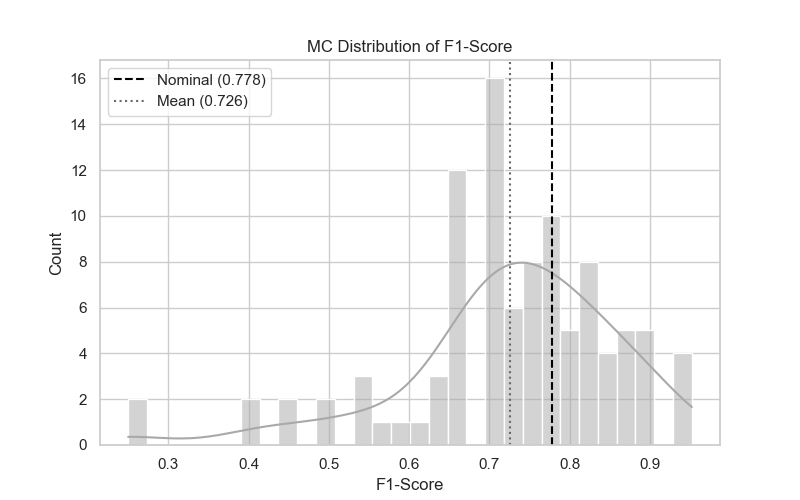 MC Distribution of F1-Score
Nominal (0.778)
Mean (0.726)
16
14
12
10
8
6
4
2
0
Count
0.3 0.4 0.5 0.6 0.7 0.8 0.9
F1-Score